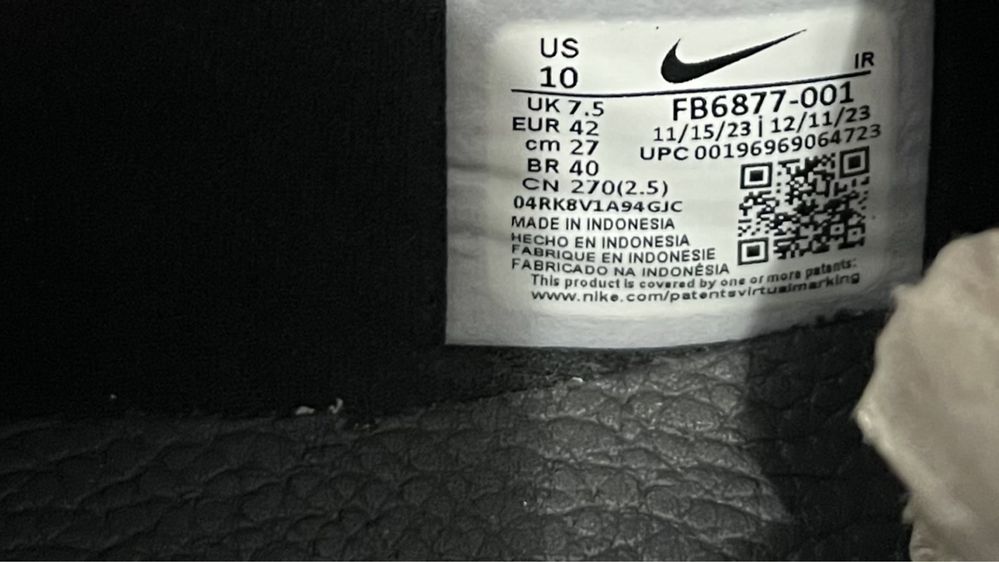 US
10
IR
UK 7.5
FB6877-001
EUR 42
11/15/23 | 12/11/23
cm 27
UPC 00196969064723
BR 40
CN 270(2.5)
04RK8V1A94GJC
MADE IN INDONESIA
HECHO EN INDONESIA
FABRIQUE EN INDONESIE
FABRICADO NA INDONÉSIA
This product is covered by one or more patents:
www.nike.com/patentsvirtualmarking